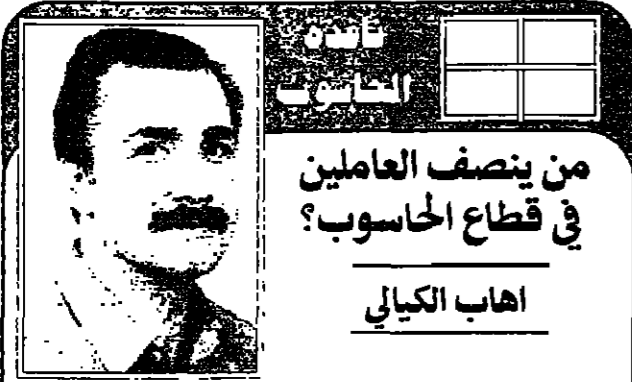 نافذة
الحاسوب
من ينصف العاملين
في قطاع الحاسوب؟
اهاب الكيالي